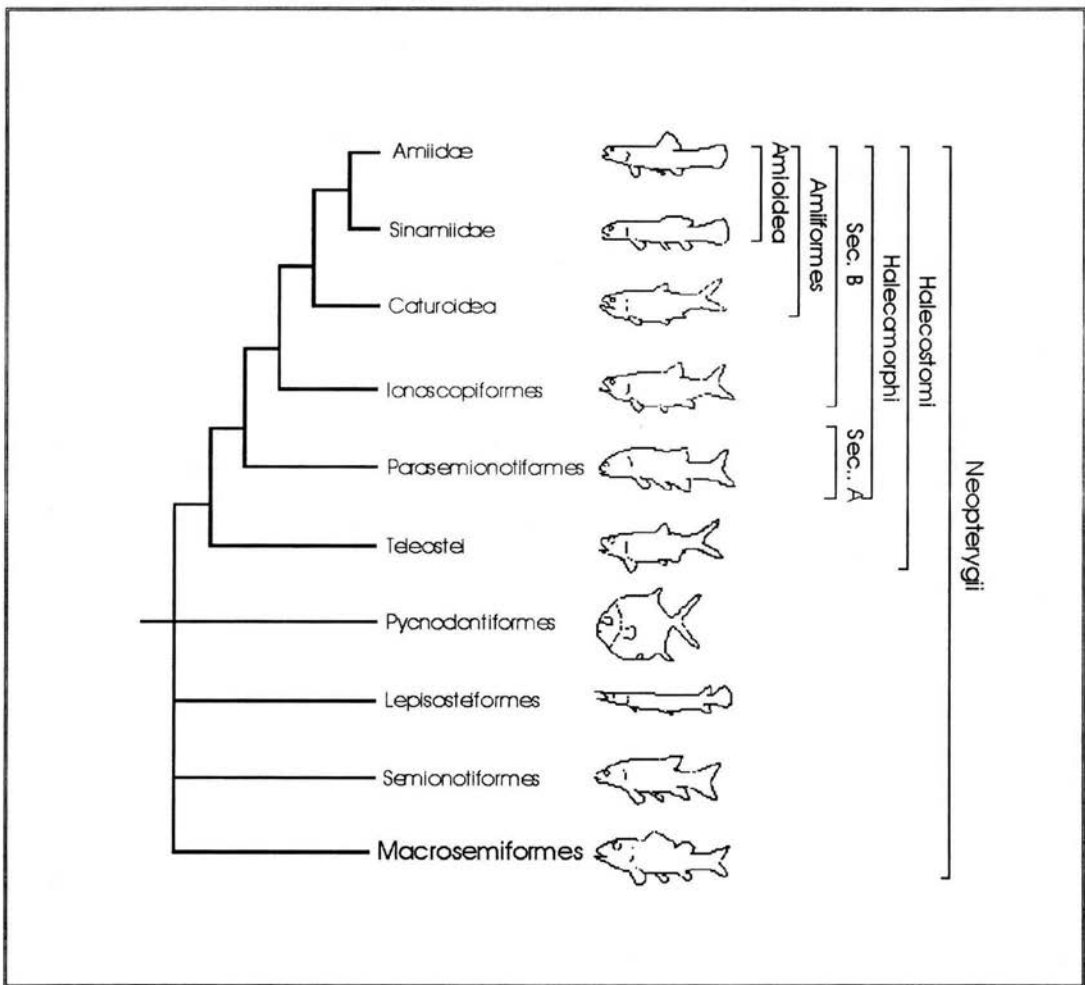 Amiidae
Sinamiidae
Caturoidea
Ionoscopiformes
Parasemionotiformes
Teleostei
Pycnodontiformes
Lepisosteiformes
Semionotiformes
Macrosemiformes
Amioidea
Amiiformes
Sec. B
Sec.. A
Halecomorphi
Halecostomi
Neopterygii